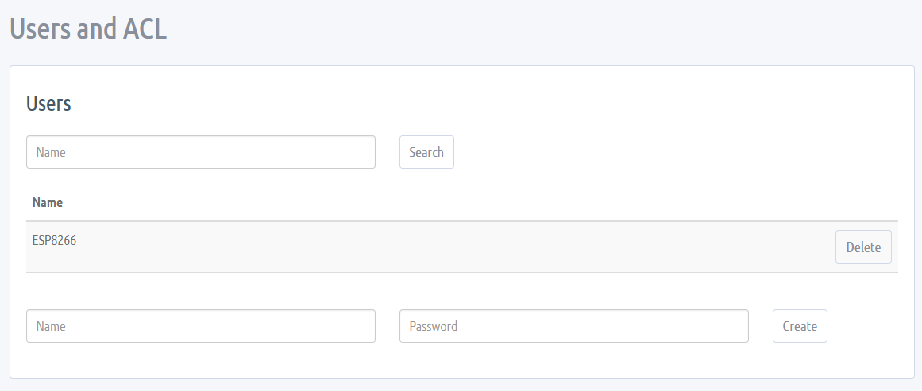 Users and ACL
Users
Name
Search
Name
ESP8266
Delete
Name
Password
Create